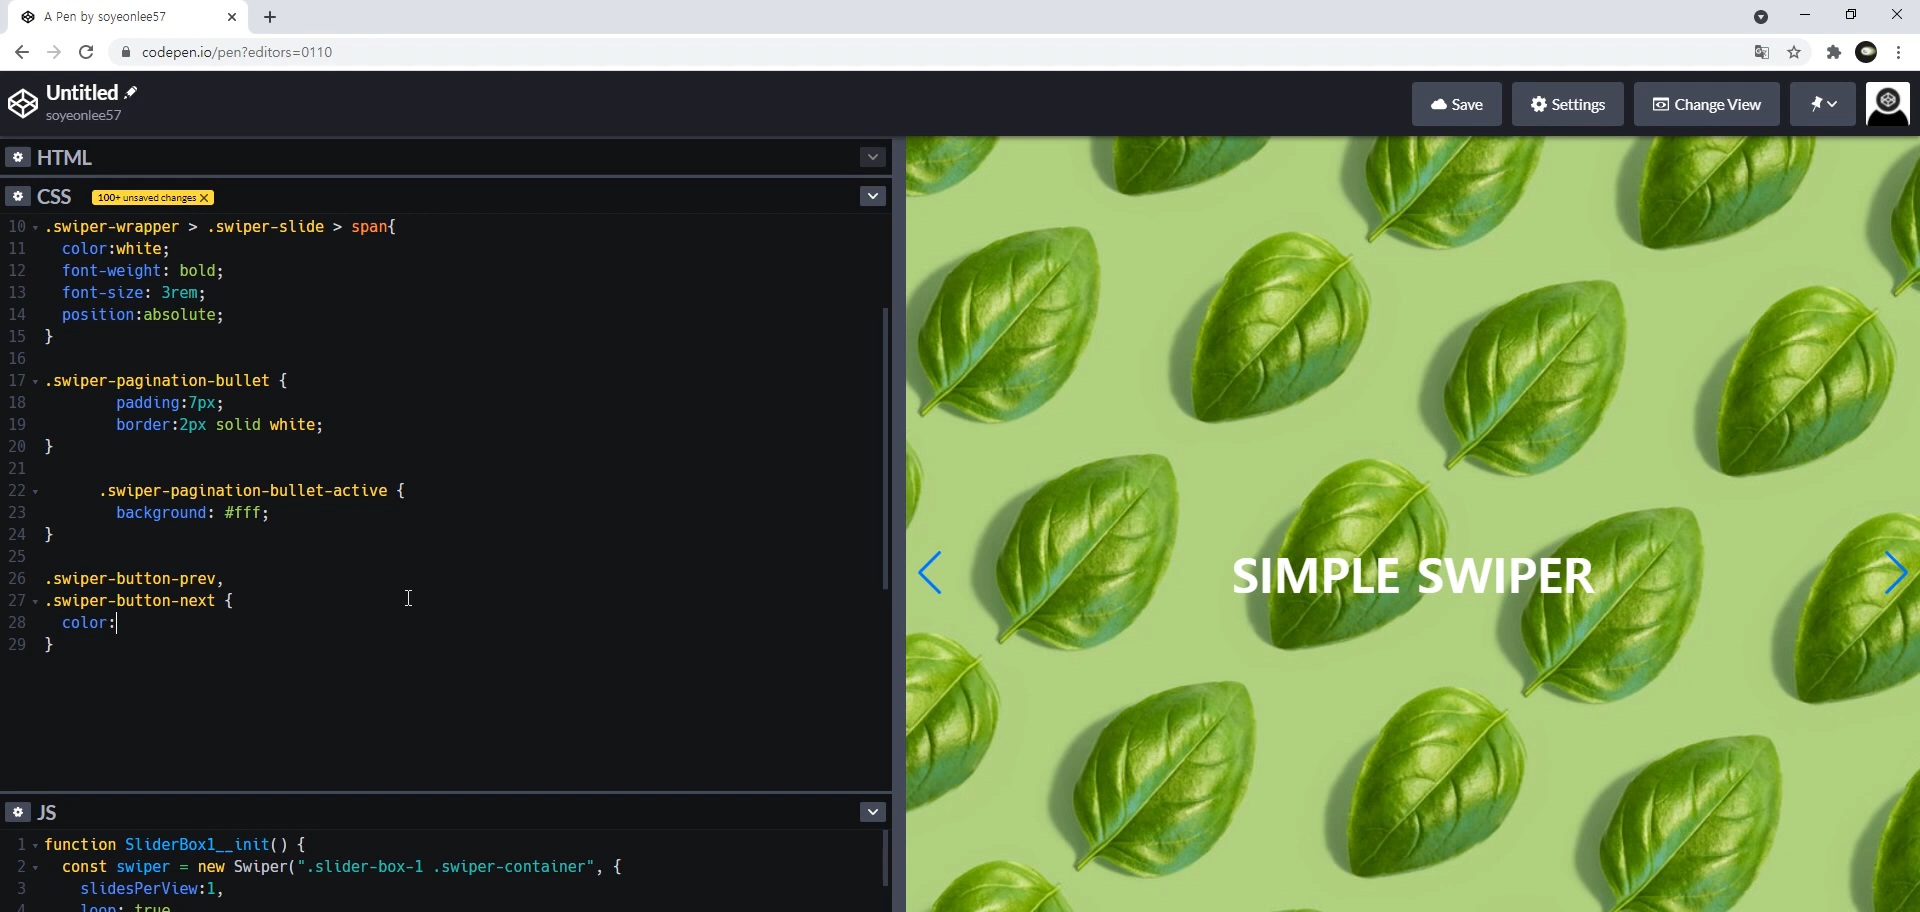 A Pen by soyeonlee57
codepen.io/pen?editors=0110
Untitled
soyeonlee57
Save
Settings
Change View
HTML
CSS
100+ unsaved changes X
10 .swiper-wrapper > .swiper-slide > span{
11 color:white;
12 font-weight: bold;
13 font-size: 3rem;
14 position:absolute;
15 }
16
17 .swiper-pagination-bullet {
18 padding:7px;
19 border:2px solid white;
20 }
21
22 .swiper-pagination-bullet-active {
23 background: #fff;
24 }
25
26 .swiper-button-prev,
27 .swiper-button-next {
28 color:
29 }
SIMPLE SWIPER
JS
1 function SliderBox1__init() {
2 const swiper = new Swiper(".slider-box-1 .swiper-container", {
3 slidesPerView:1,
4 loop: true